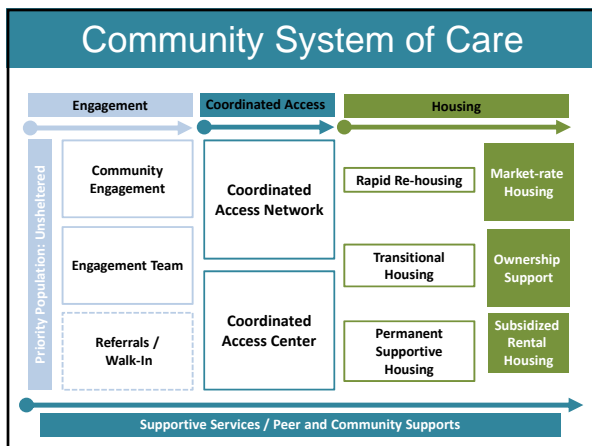 Community System of Care
Engagement
Coordinated Access
Housing
Priority Population: Unsheltered
Community
Engagement
Engagement Team
Referrals /
Walk-In
Coordinated
Access Network
Coordinated
Access Center
Rapid Re-housing
Transitional
Housing
Permanent
Supportive
Housing
Market-rate
Housing
Ownership
Support
Subsidized
Rental
Housing
Supportive Services / Peer and Community Supports